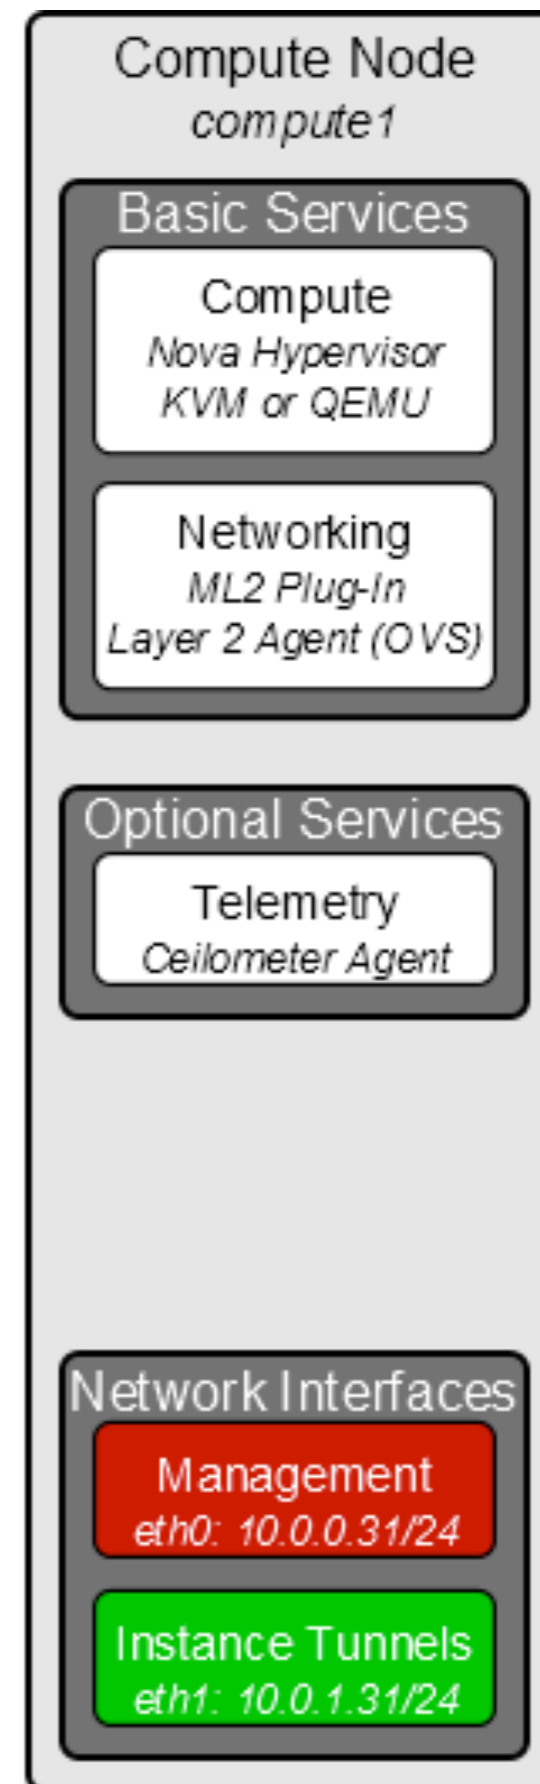 Compute Node
compute1
Basic Services
Compute
Nova Hypervisor
KVM or QEMU
Networking
ML2 Plug-In
Layer 2 Agent (OVS)
Optional Services
Telemetry
Ceilometer Agent
Network Interfaces
Management
eth0: 10.0.0.31/24
Instance Tunnels
eth1: 10.0.1.31/24